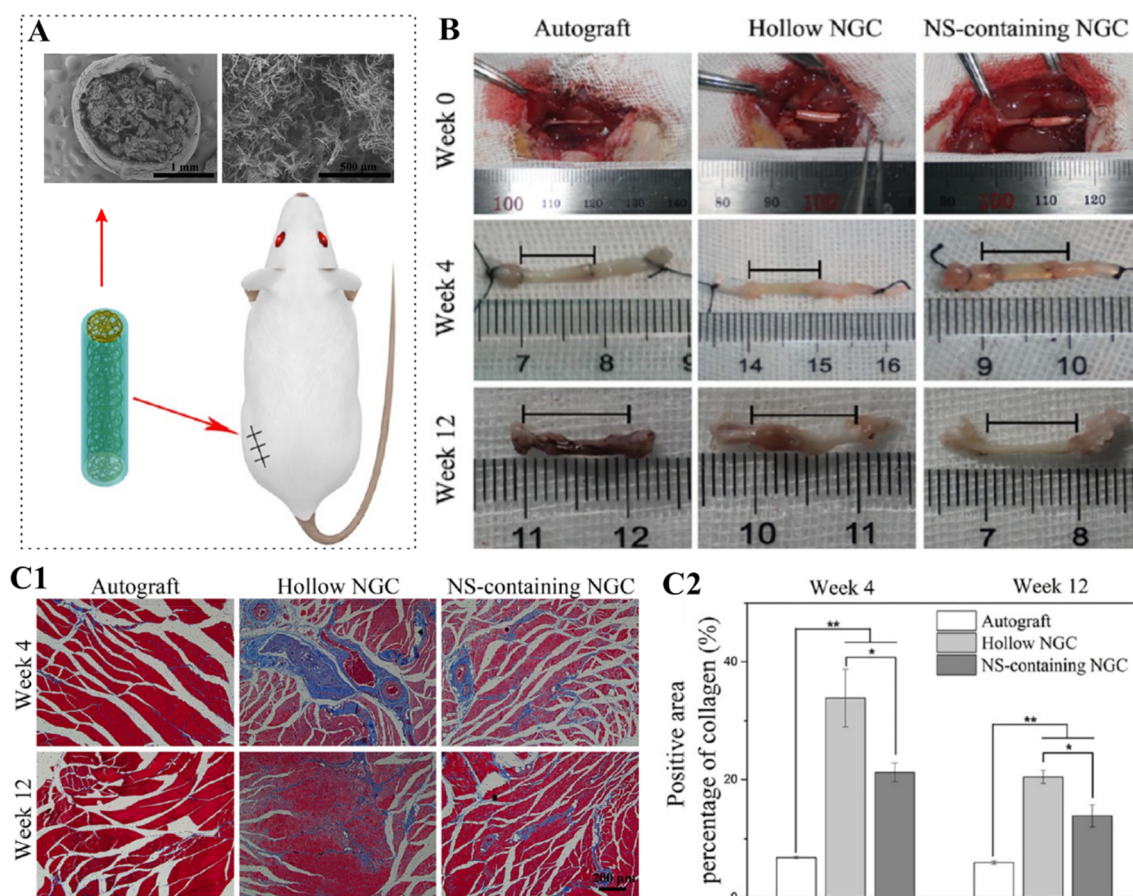 A
1 mm
500 μm
B
Autograft
Hollow NGC
NS-containing NGC
Week 0
100 110 120 130 140
80 90 100
100 110 120
Week 4
7 8 9
14 15 16
9 10
Week 12
11 12
10 11
7 8
C1
Autograft
Hollow NGC
NS-containing NGC
Week 4
Week 12
200 μm
C2
Week 4
Week 12
Positive area
percentage of collagen (%)
40
20
0
Autograft
Hollow NGC
NS-containing NGC
**
*
**
*